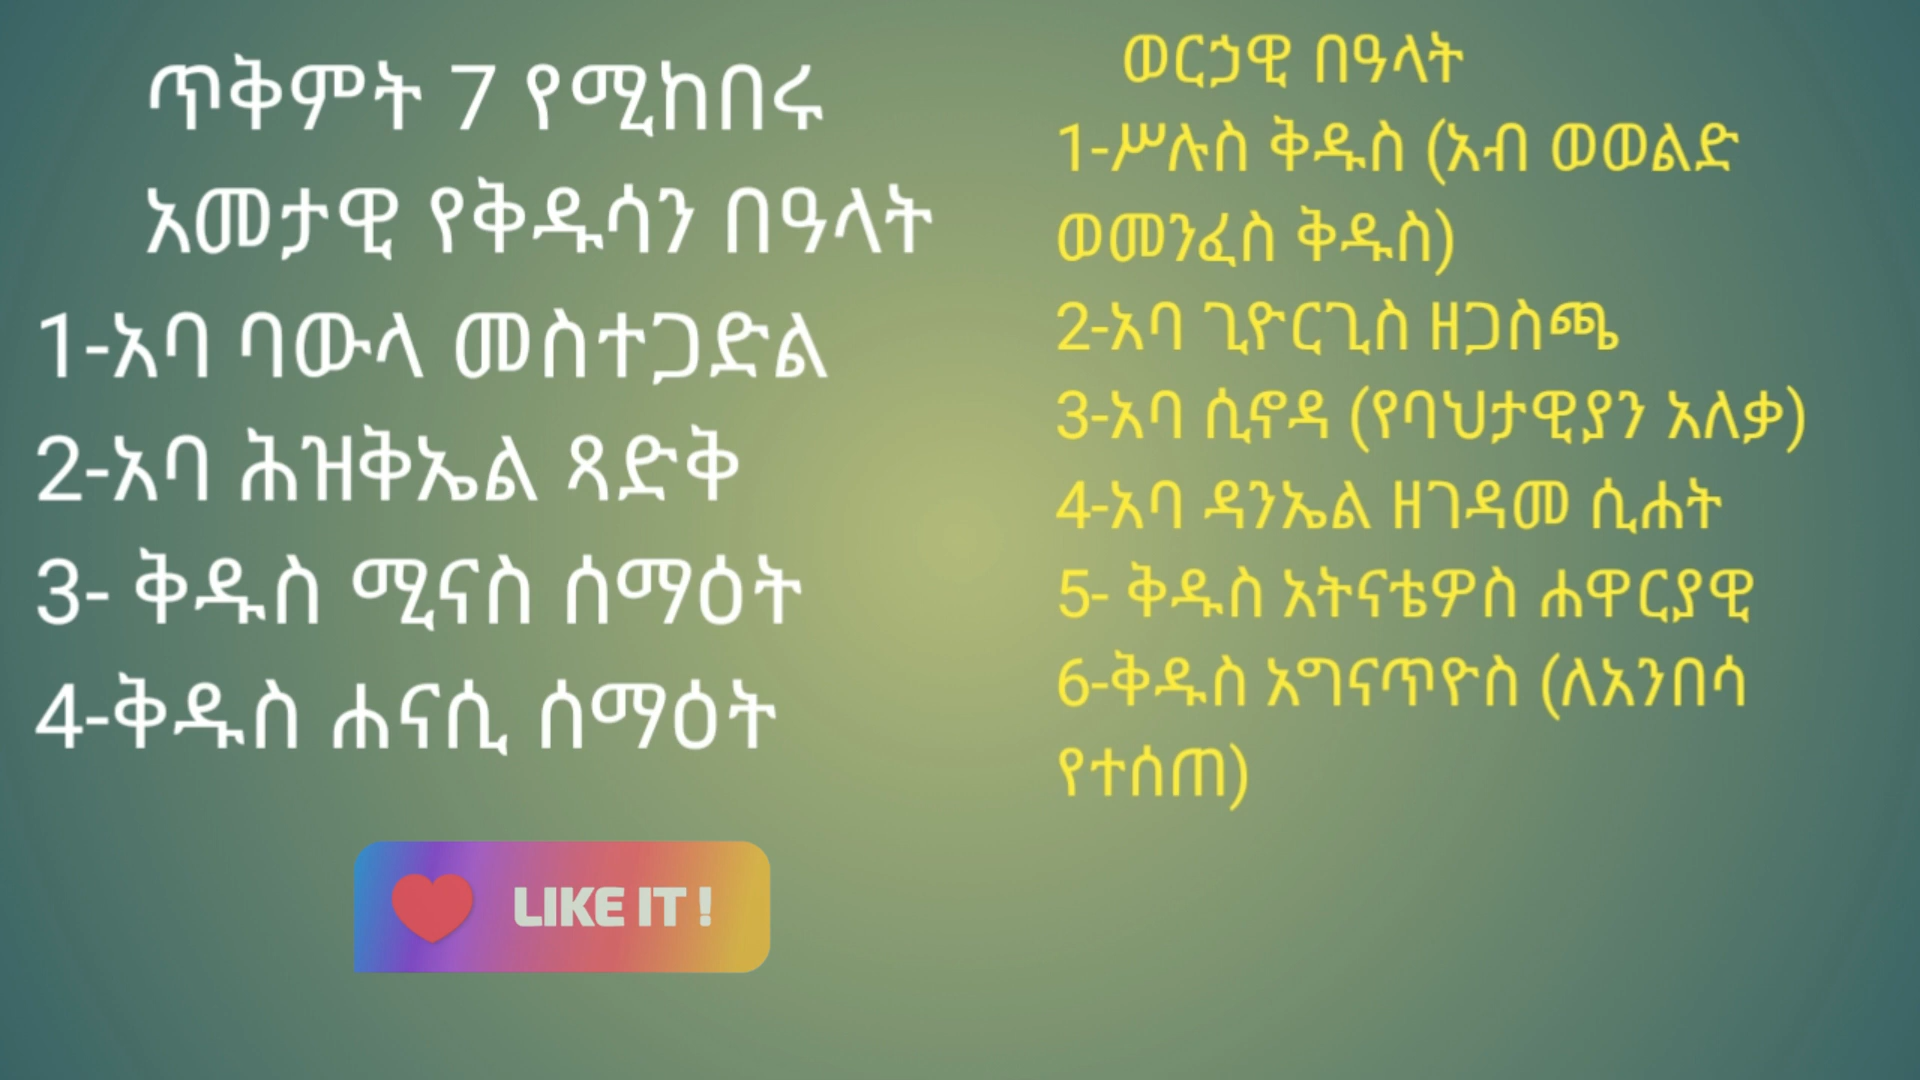 ጥቅምት 7 የሚከበሩ
አመታዊ የቅዱሳን በዓላት
1-አባ ባውላ መስተጋድል
2-አባ ሕዝቅኤል ጻድቅ
3- ቅዱስ ሚናስ ሰማዕት
4-ቅዱስ ሐናሲ ሰማዕት
LIKE IT !
ወርኃዊ በዓላት
1-ሥሉስ ቅዱስ (አብ ወወልድ
ወመንፈስ ቅዱስ)
2-አባ ጊዮርጊስ ዘጋስጫ
3-አባ ሲኖዳ (የባህታዊያን አለቃ)
4-አባ ዳንኤል ዘገዳመ ሲሐት
5- ቅዱስ አትናቴዎስ ሐዋርያዊ
6-ቅዱስ አግናጥዮስ (ለአንበሳ
የተሰጠ)